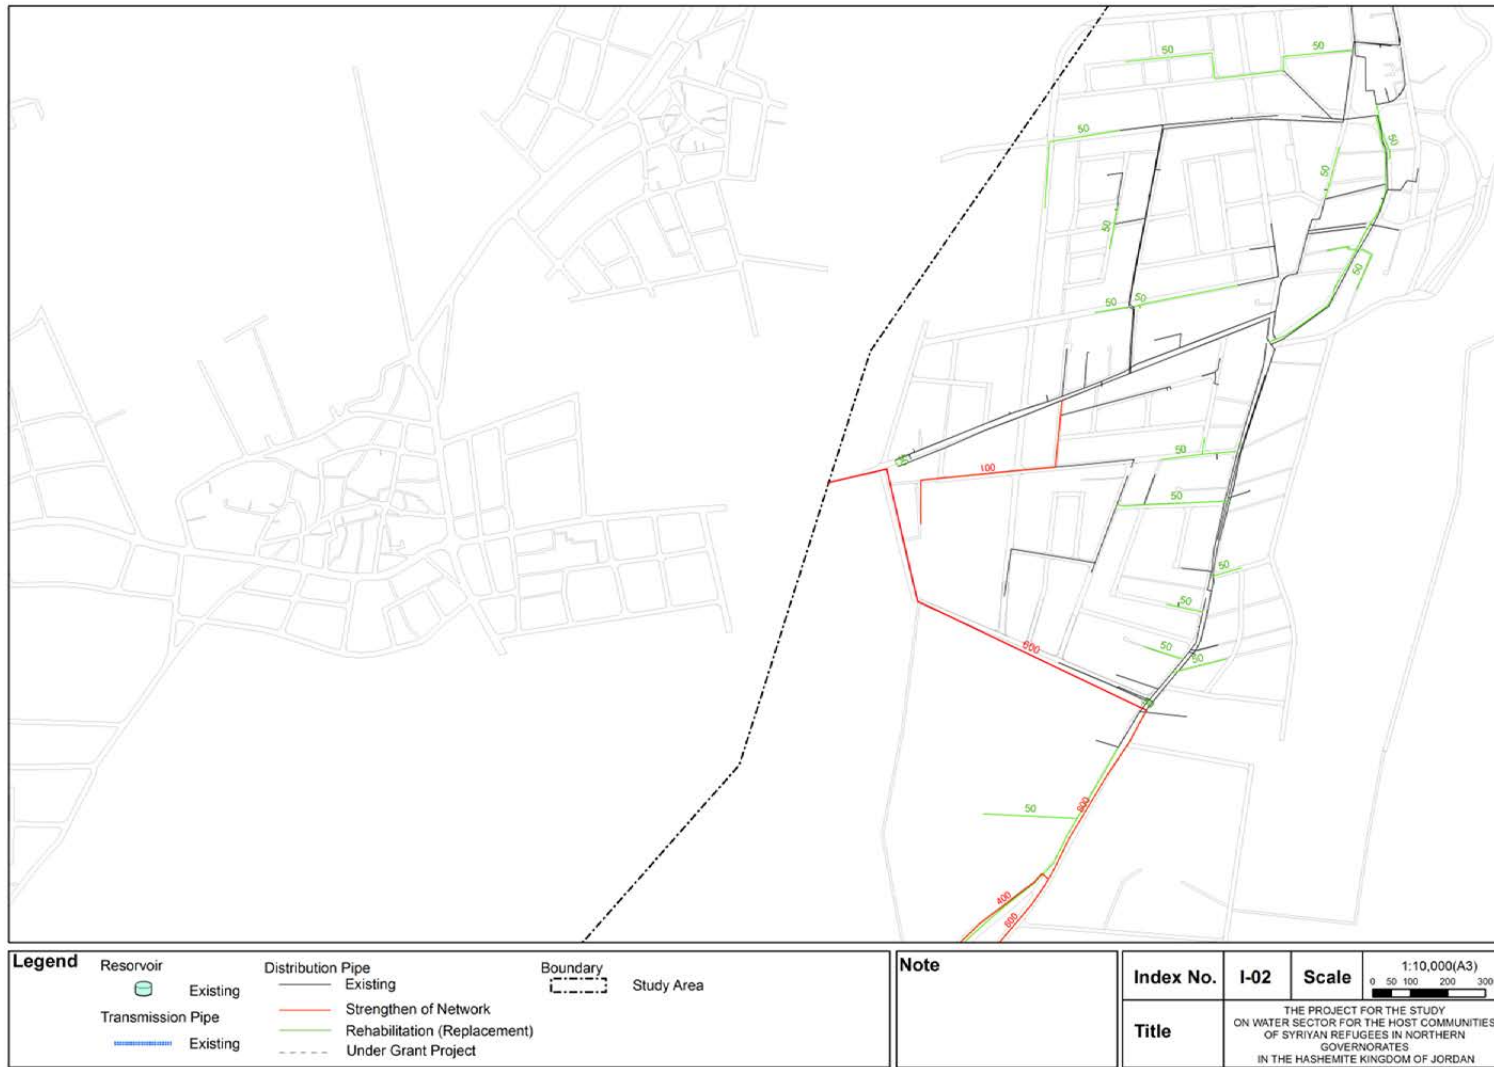 50
50
50
50
50
50
50
50
50
50
100
50
50
50
50
600
50
50
50
400
Legend
Resorvoir
Existing
Transmission Pipe
Existing
Distribution Pipe
Existing
Strengthen of Network
Rehabilitation (Replacement)
Under Grant Project
Boundary
Study Area
Note
Index No.
I-02
Scale
1:10,000(A3)
0 50 100 200 300
Title
THE PROJECT FOR THE STUDY
ON WATER SECTOR FOR THE HOST COMMUNITIES
OF SYRIYAN REFUGEES IN NORTHERN
GOVERNORATES
IN THE HASHEMITE KINGDOM OF JORDAN